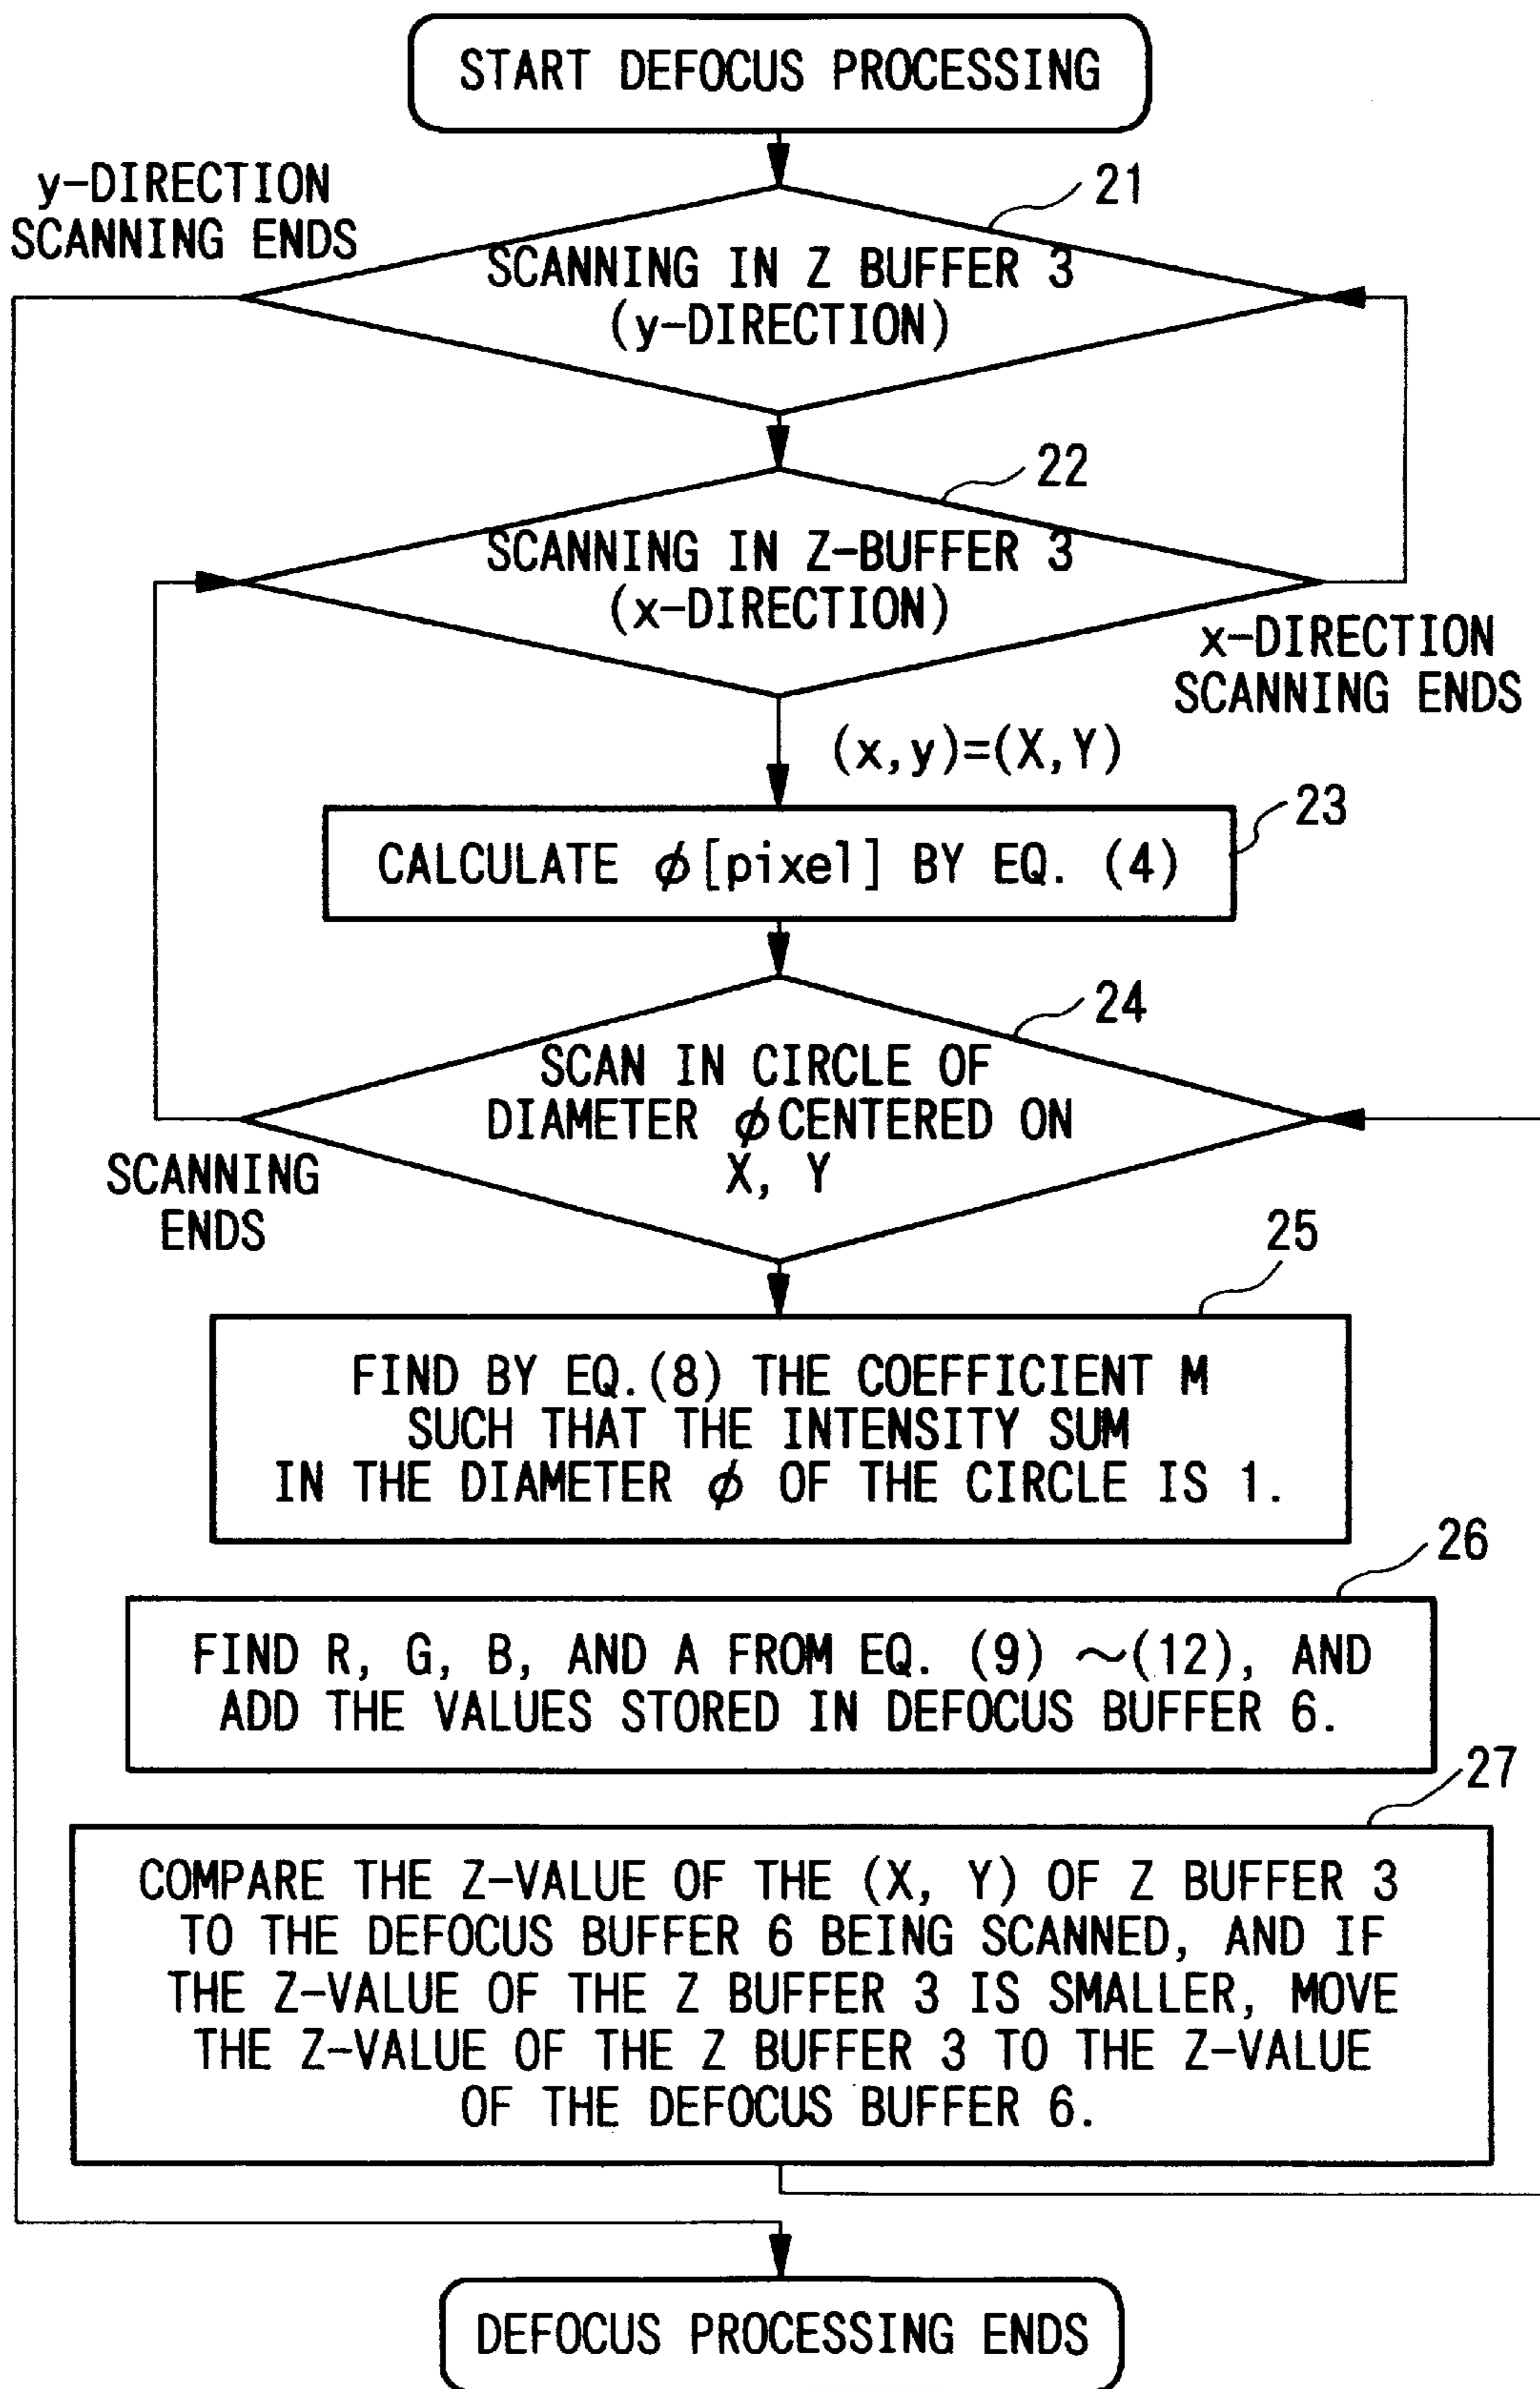 START DEFOCUS PROCESSING
y-DIRECTION
SCANNING ENDS
21
SCANNING IN Z BUFFER 3
(y-DIRECTION)
22
SCANNING IN Z-BUFFER 3
(x-DIRECTION)
x-DIRECTION
SCANNING ENDS
(x,y)=(X,Y)
23
CALCULATE ϕ[pixel] BY EQ. (4)
24
SCAN IN CIRCLE OF
DIAMETER ϕ CENTERED ON
X, Y
SCANNING
ENDS
25
FIND BY EQ.(8) THE COEFFICIENT M
SUCH THAT THE INTENSITY SUM
IN THE DIAMETER ϕ OF THE CIRCLE IS 1.
26
FIND R, G, B, AND A FROM EQ. (9) ~(12), AND
ADD THE VALUES STORED IN DEFOCUS BUFFER 6.
27
COMPARE THE Z-VALUE OF THE (X, Y) OF Z BUFFER 3
TO THE DEFOCUS BUFFER 6 BEING SCANNED, AND IF
THE Z-VALUE OF THE Z BUFFER 3 IS SMALLER, MOVE
THE Z-VALUE OF THE Z BUFFER 3 TO THE Z-VALUE
OF THE DEFOCUS BUFFER 6.
DEFOCUS PROCESSING ENDS